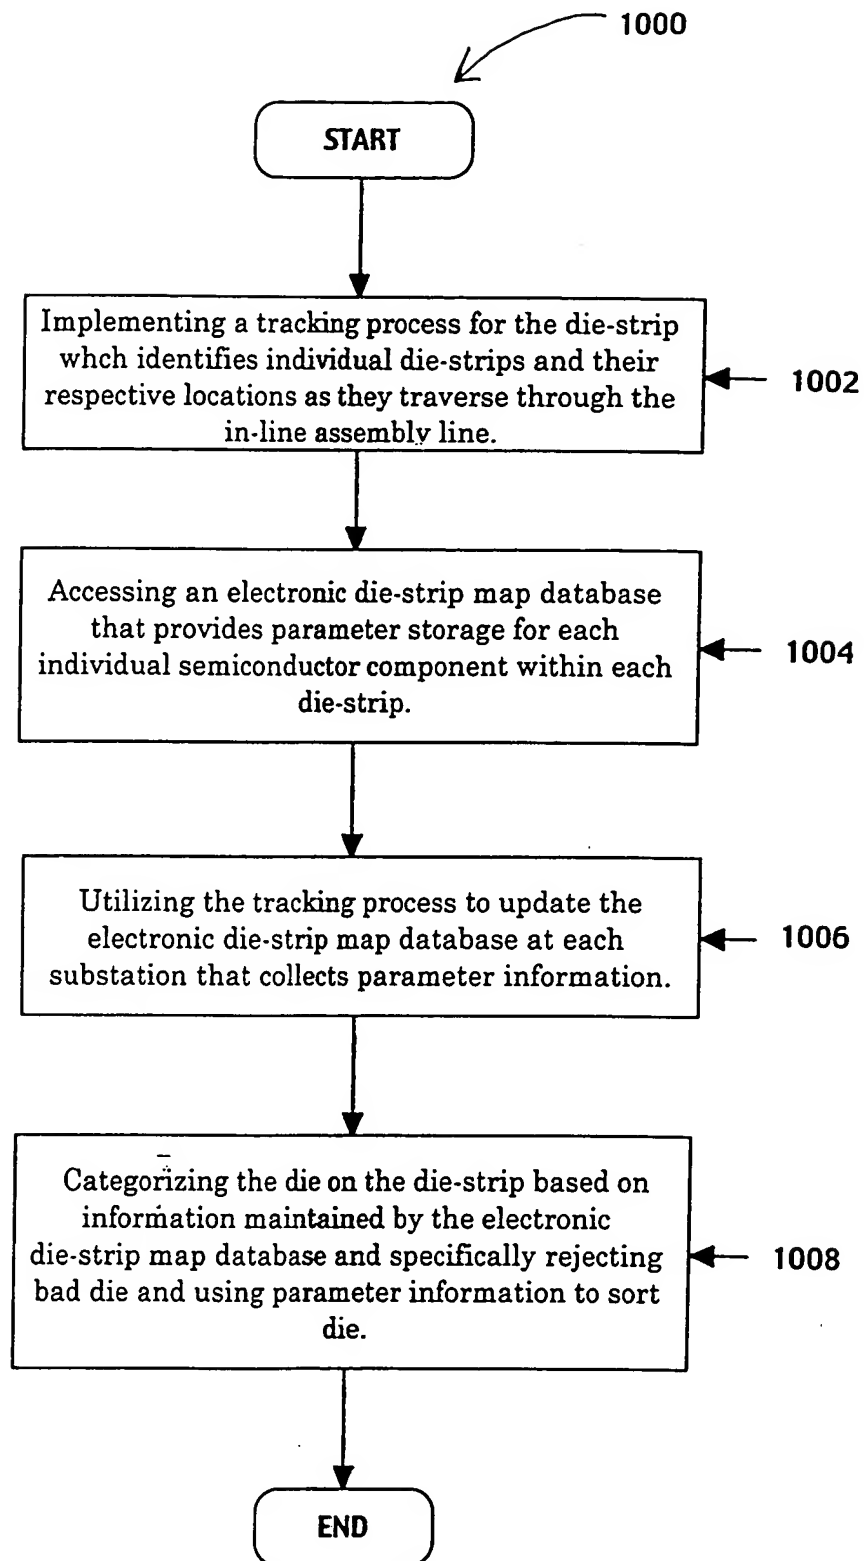 1000
START
Implementing a tracking process for the die-strip
whch identifies individual die-strips and their
respective locations as they traverse through the
in-line assembly line.
1002
Accessing an electronic die-strip map database
that provides parameter storage for each
individual semiconductor component within each
die-strip.
1004
Utilizing the tracking process to update the
electronic die-strip map database at each
substation that collects parameter information.
1006
Categorizing the die on the die-strip based on
information maintained by the electronic
die-strip map database and specifically rejecting
bad die and using parameter information to sort
die.
1008
END